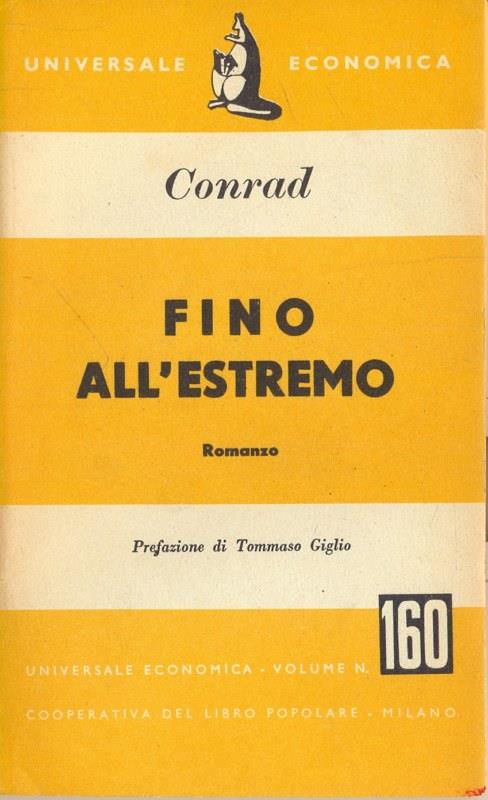 UNIVERSALE ECONOMICA
Conrad
FINO
ALL'ESTREMO
Romanzo
Prefazione di Tommaso Giglio
UNIVERSALE ECONOMICA - VOLUME N. 160
COOPERATIVA DEL LIBRO POPOLARE - MILANO